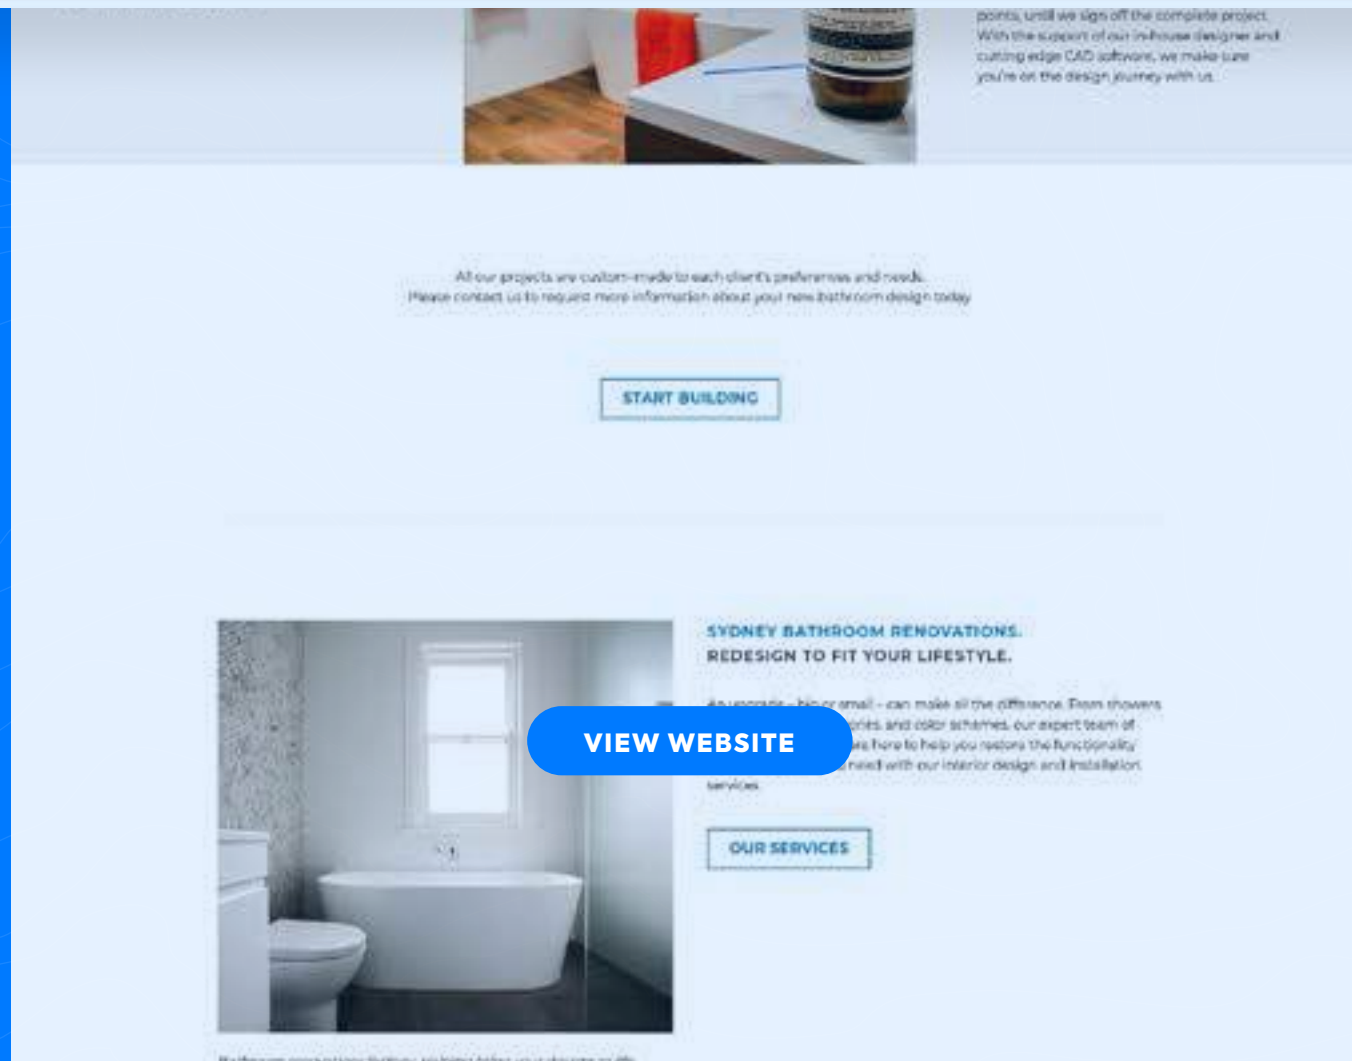 points, until we sign off the complete project.
With the support of our in-house designer and
cutting edge CAD software, we make sure
you're on the design journey with us.
All our projects are custom-made to each client's preferences and needs.
Please contact us to request more information about your new bathroom design today
START BUILDING
SYDNEY BATHROOM RENOVATIONS.
REDESIGN TO FIT YOUR LIFESTYLE.
An upgrade – big or small – can make all the difference. From showers
and color schemes, our expert team of
here to help you restore the functionality
need with our interior design and installation
services.
VIEW WEBSITE
OUR SERVICES